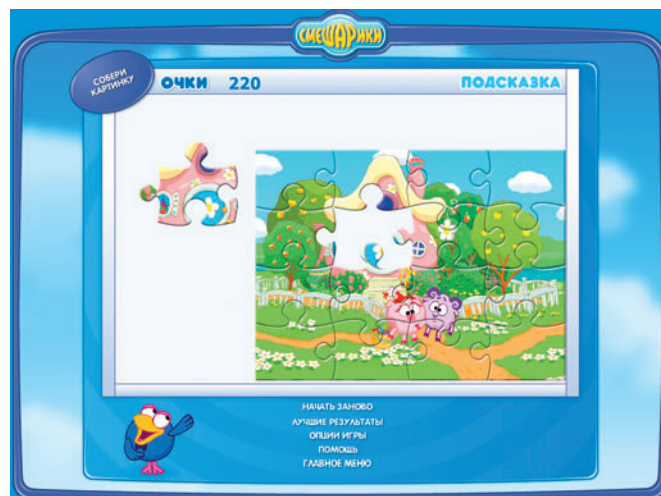 СМЕШАРИКИ
СОБЕРИ
КАРТИНКУ
ОЧКИ 220
ПОДСКАЗКА
НАЧАТЬ ЗАНОВО
ЛУЧШИЕ РЕЗУЛЬТАТЫ
ОПЦИИ ИГРЫ
ПОМОЩЬ
ГЛАВНОЕ МЕНЮ